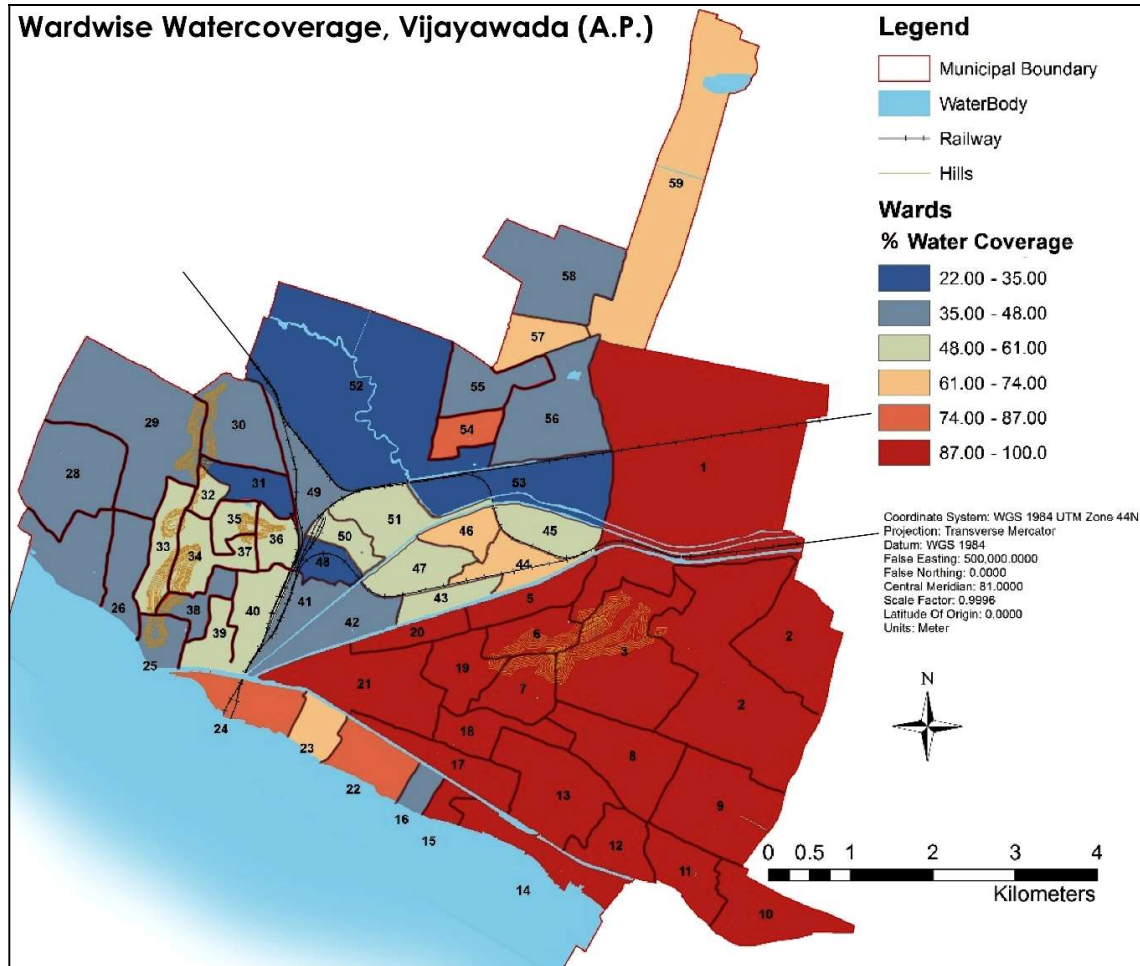 Wardwise Watercoverage, Vijayawada (A.P.)
Legend
Municipal Boundary
WaterBody
Railway
Hills
Wards
% Water Coverage
22.00 - 35.00
35.00 - 48.00
48.00 - 61.00
61.00 - 74.00
74.00 - 87.00
87.00 - 100.0
Coordinate System: WGS 1984 UTM Zone 44N
Projection: Transverse Mercator
Datum: WGS 1984
False Easting: 500,000.0000
False Northing: 0.0000
Central Meridian: 81.0000
Scale Factor: 0.9996
Latitude Of Origin: 0.0000
Units: Meter
N
0 0.5 1 2 3 4
Kilometers
59
58
57
52
55
56
54
29
30
1
28
31
49
53
32
51
35
50
46
45
33
36
34
37
48
47
44
26
38
40
41
43
5
42
20
39
6
3
2
25
19
21
7
2
24
18
23
17
8
22
13
9
16
15
12
11
14
10